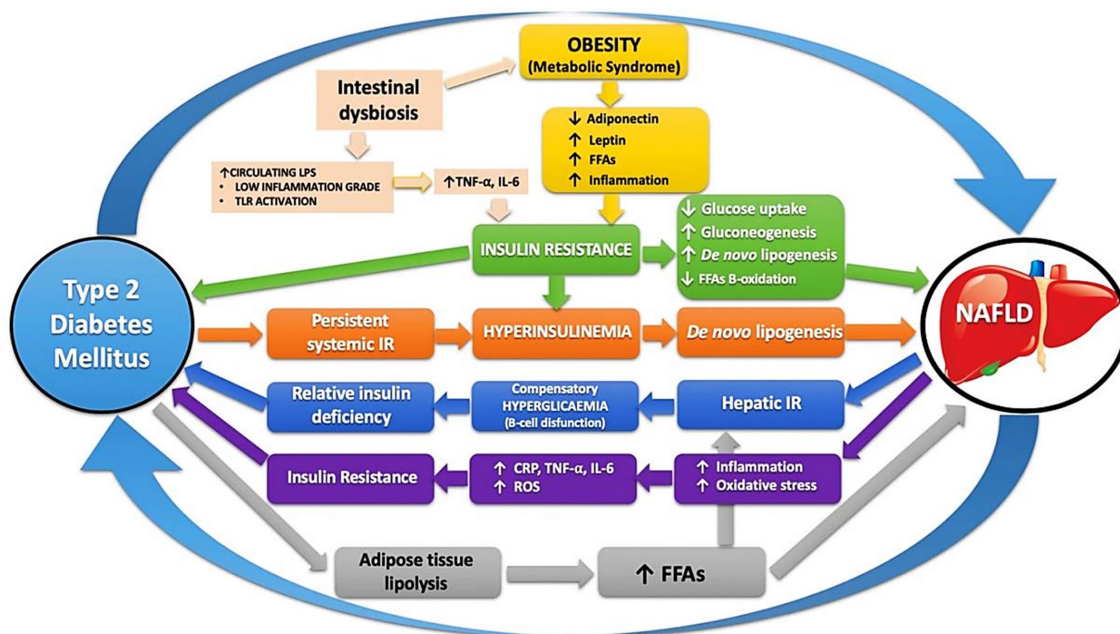 OBESITY
(Metabolic Syndrome)
Intestinal
dysbiosis
↓ Adiponectin
↑ Leptin
↑ FFAs
↑ Inflammation
↑CIRCULATING LPS
• LOW INFLAMMATION GRADE
• TLR ACTIVATION
↑TNF-α, IL-6
INSULIN RESISTANCE
↓ Glucose uptake
↑ Gluconeogenesis
↑ De novo lipogenesis
↓ FFAs B-oxidation
Type 2
Diabetes
Mellitus
NAFLD
Persistent
systemic IR
HYPERINSULINEMIA
De novo lipogenesis
Relative insulin
deficiency
Compensatory
HYPERGLICAEMIA
(B-cell disfunction)
Hepatic IR
Insulin Resistance
↑ CRP, TNF-α, IL-6
↑ ROS
↑ Inflammation
↑ Oxidative stress
Adipose tissue
lipolysis
↑ FFAs